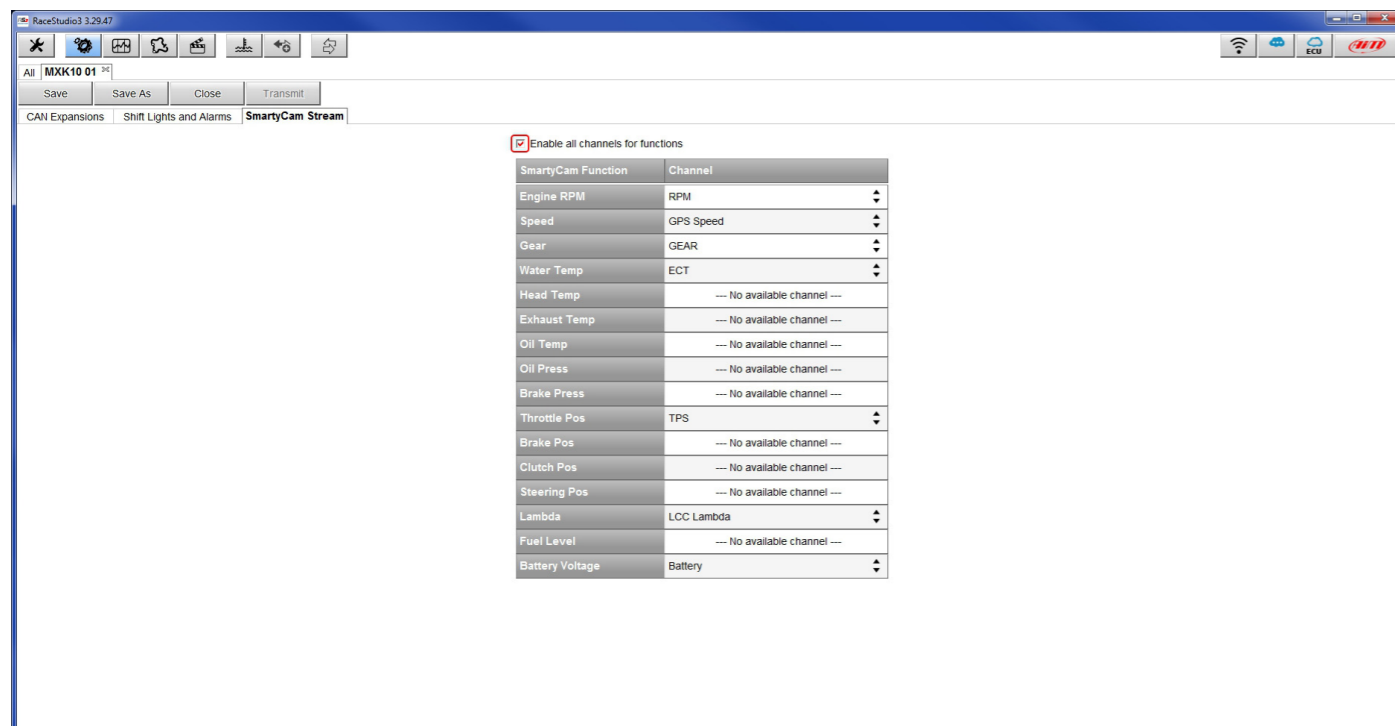 RaceStudio3 3.29.47
ECU
AiM
All MXK10 01
Save Save As Close Transmit
CAN Expansions Shift Lights and Alarms SmartyCam Stream
Enable all channels for functions
SmartyCam Function Channel
Engine RPM RPM
Speed GPS Speed
Gear GEAR
Water Temp ECT
Head Temp --- No available channel ---
Exhaust Temp --- No available channel ---
Oil Temp --- No available channel ---
Oil Press --- No available channel ---
Brake Press --- No available channel ---
Throttle Pos TPS
Brake Pos --- No available channel ---
Clutch Pos --- No available channel ---
Steering Pos --- No available channel ---
Lambda LCC Lambda
Fuel Level --- No available channel ---
Battery Voltage Battery